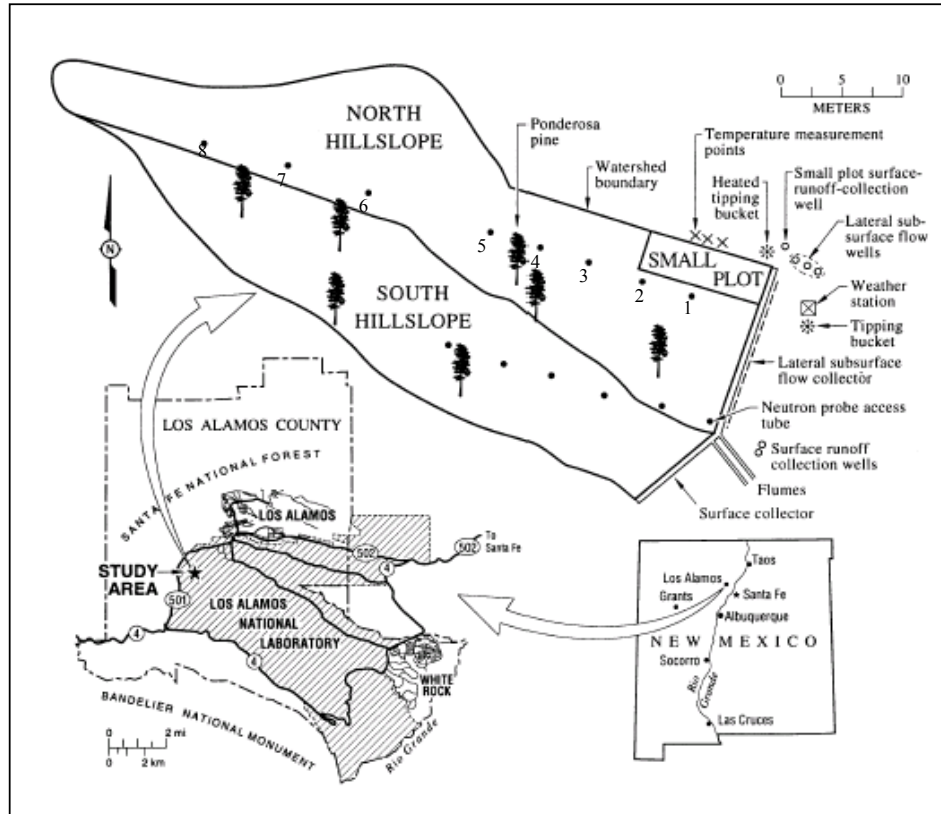 0 5 10
METERS
NORTH
HILLSLOPE
Ponderosa
pine
Temperature measurement
points
Watershed
boundary
Heated
tipping
bucket
Small plot surface-
runoff-collection
well
Lateral sub-
surface flow
wells
8
7
6
5
4
3
2
1
N
SMALL
PLOT
SOUTH
HILLSLOPE
Weather
station
Tipping
bucket
Lateral subsurface
flow collector
Neutron probe access
tube
Surface runoff
collection wells
Flumes
Surface collector
LOS ALAMOS COUNTY
SANTA FE NATIONAL FOREST
LOS ALAMOS
502
To
Santa Fe
502
4
STUDY
AREA
501
LOS ALAMOS
NATIONAL
LABORATORY
4
4
WHITE
ROCK
BANDELIER NATIONAL MONUMENT
Rio Grande
0 2 mi
0 2 km
Taos
Los Alamos
Santa Fe
Grants
Albuquerque
NEW MEXICO
Socorro
Rio
Grande
Las Cruces